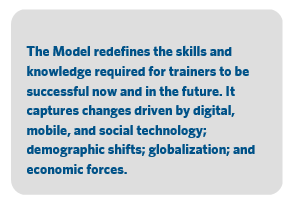 The Model redefines the skills and
knowledge required for trainers to be
successful now and in the future. It
captures changes driven by digital,
mobile, and social technology;
demographic shifts; globalization; and
economic forces.